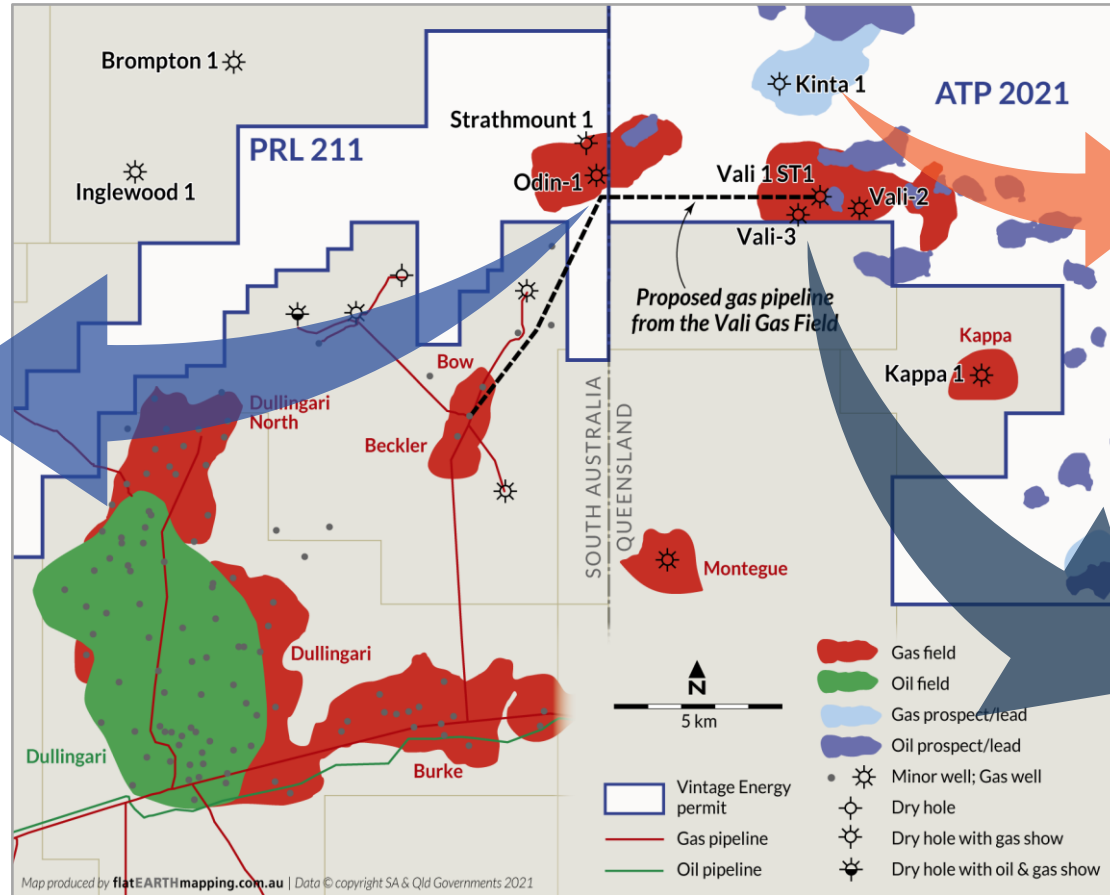 Brompton 1
Kinta 1
ATP 2021
Strathmount 1
PRL 211
Inglewood 1
Odin-1
Vali 1 ST1
Vali-2
Vali-3
Proposed gas pipeline
from the Vali Gas Field
Kappa
Kappa 1
Bow
Dullingari
North
Beckler
SOUTH AUSTRALIA
QUEENSLAND
Montegue
Dullingari
Dullingari
Burke
N
5 km
Vintage Energy
permit
Gas pipeline
Oil pipeline
Gas field
Oil field
Gas prospect/lead
Oil prospect/lead
Minor well; Gas well
Dry hole
Dry hole with gas show
Dry hole with oil & gas show
Map produced by flatEARTHmapping.com.au | Data © copyright SA & Qld Governments 2021